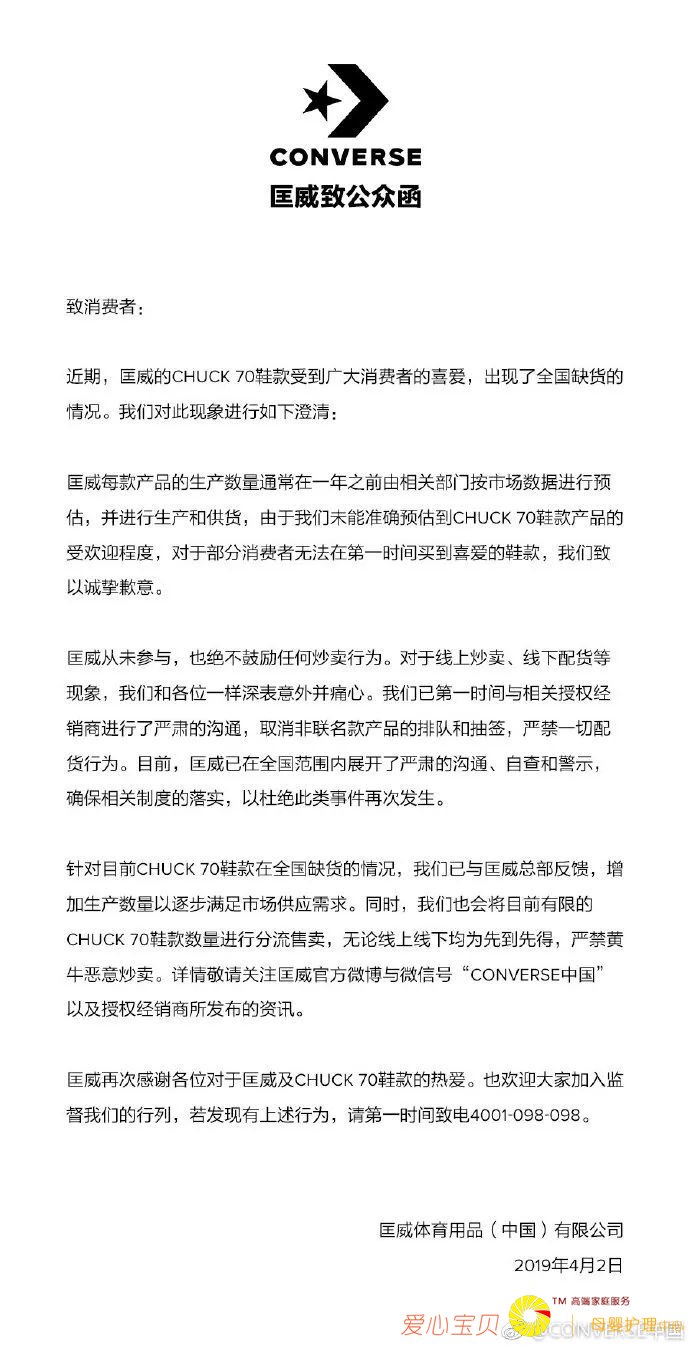 CONVERSE
匡威致公众函
致消费者：
近期，匡威的CHUCK 70鞋款受到广大消费者的喜爱，出现了全国缺货的
情况。我们对此现象进行如下澄清：
匡威每款产品的生产数量通常在一年之前由相关部门按市场数据进行预
估，并进行生产和供货，由于我们未能准确预估到CHUCK 70鞋款产品的
受欢迎程度，对于部分消费者无法在第一时间买到喜爱的鞋款，我们致
以诚挚歉意。
匡威从未参与，也绝不鼓励任何炒卖行为。对于线上炒卖、线下配货等
现象，我们和各位一样深表意外并痛心。我们已第一时间与相关授权经
销商进行了严肃的沟通，取消非联名款产品的排队和抽签，严禁一切配
货行为。目前，匡威已在全国范围内展开了严肃的沟通、自查和警示，
确保相关制度的落实，以杜绝此类事件再次发生。
针对目前CHUCK 70鞋款在全国缺货的情况，我们已与匡威总部反馈，增
加生产数量以逐步满足市场供应需求。同时，我们也会将目前有限的
CHUCK 70鞋款数量进行分流售卖，无论线上线下均为先到先得，严禁黄
牛恶意炒卖。详情敬请关注匡威官方微博与微信号“CONVERSE中国”
以及授权经销商所发布的资讯。
匡威再次感谢各位对于匡威及CHUCK 70鞋款的热爱。也欢迎大家加入监
督我们的行列，若发现有上述行为，请第一时间致电4001-098-098。
匡威体育用品（中国）有限公司
2019年4月2日
TM 高端家庭服务
爱心宝贝 母婴护理中心
@CONVERSE中国